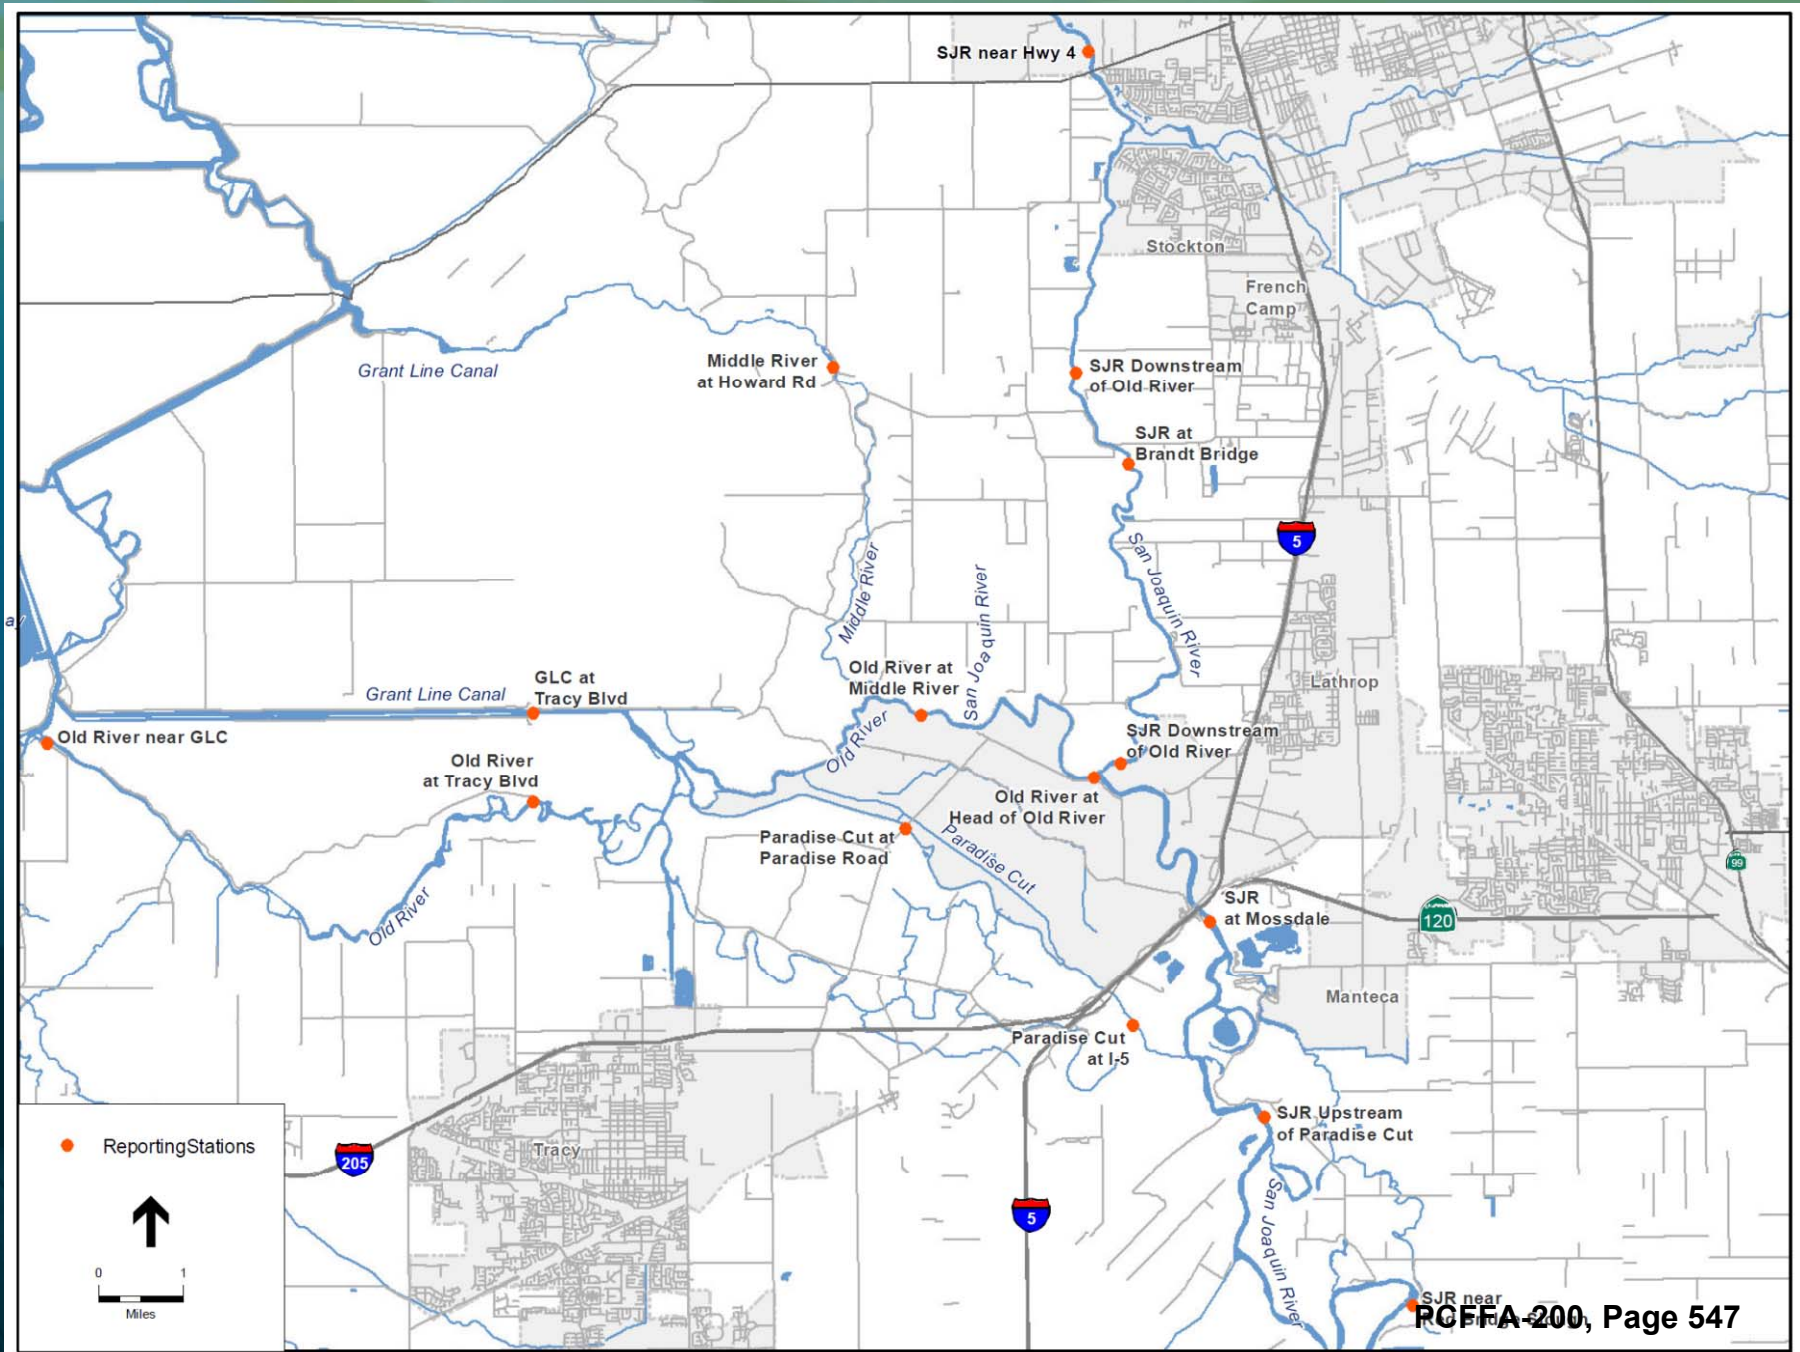 SJR near Hwy 4
Stockton
French
Camp
Grant Line Canal
Middle River
at Howard Rd
SJR Downstream
of Old River
SJR at
Brandt Bridge
5
San Joaquin River
Middle River
San Joaquin River
Old River at
Middle River
Lathrop
GLC at
Tracy Blvd
Grant Line Canal
Old River near GLC
Old River
SJR Downstream
of Old River
Old River
at Tracy Blvd
Old River at
Head of Old River
Paradise Cut at
Paradise Road
Paradise Cut
99
Old River
SJR
at Mossdale
120
Manteca
Paradise Cut
at I-5
SJR Upstream
of Paradise Cut
ReportingStations
205
Tracy
5
San Joaquin River
0 1
Miles
SJR near
Red Bridge Slough
PCFFA-200, Page 547